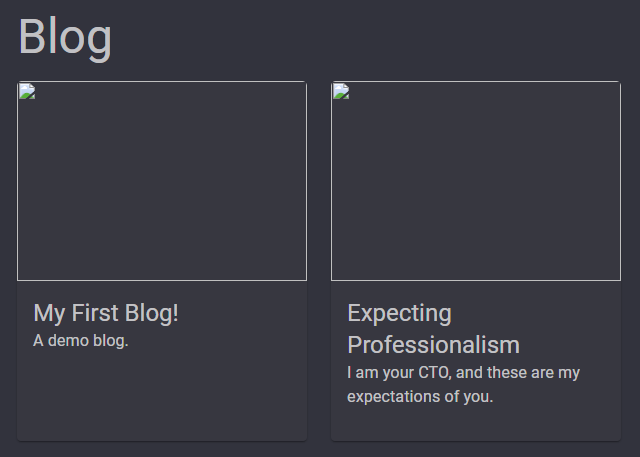 Blog
My First Blog!
A demo blog.
Expecting
Professionalism
I am your CTO, and these are my
expectations of you.